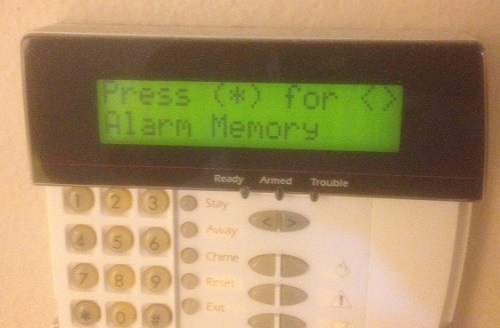 Press (*) for <>
Alarm Memory
Ready Armed Trouble
1 2 3 Stay
4 5 6 Away < >
7 8 9 Chime
Reset
* 0 # Exit